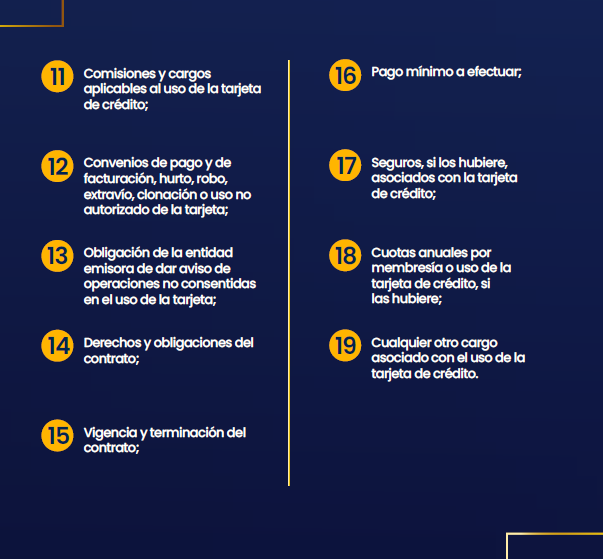 11
Comisiones y cargos
aplicables al uso de la tarjeta
de crédito;
12
Convenios de pago y de
facturación, hurto, robo,
extravío, clonación o uso no
autorizado de la tarjeta;
13
Obligación de la entidad
emisora de dar aviso de
operaciones no consentidas
en el uso de la tarjeta;
14
Derechos y obligaciones del
contrato;
15
Vigencia y terminación del
contrato;
16
Pago mínimo a efectuar;
17
Seguros, si los hubiere,
asociados con la tarjeta
de crédito;
18
Cuotas anuales por
membresía o uso de la
tarjeta de crédito, si
las hubiere;
19
Cualquier otro cargo
asociado con el uso de la
tarjeta de crédito.